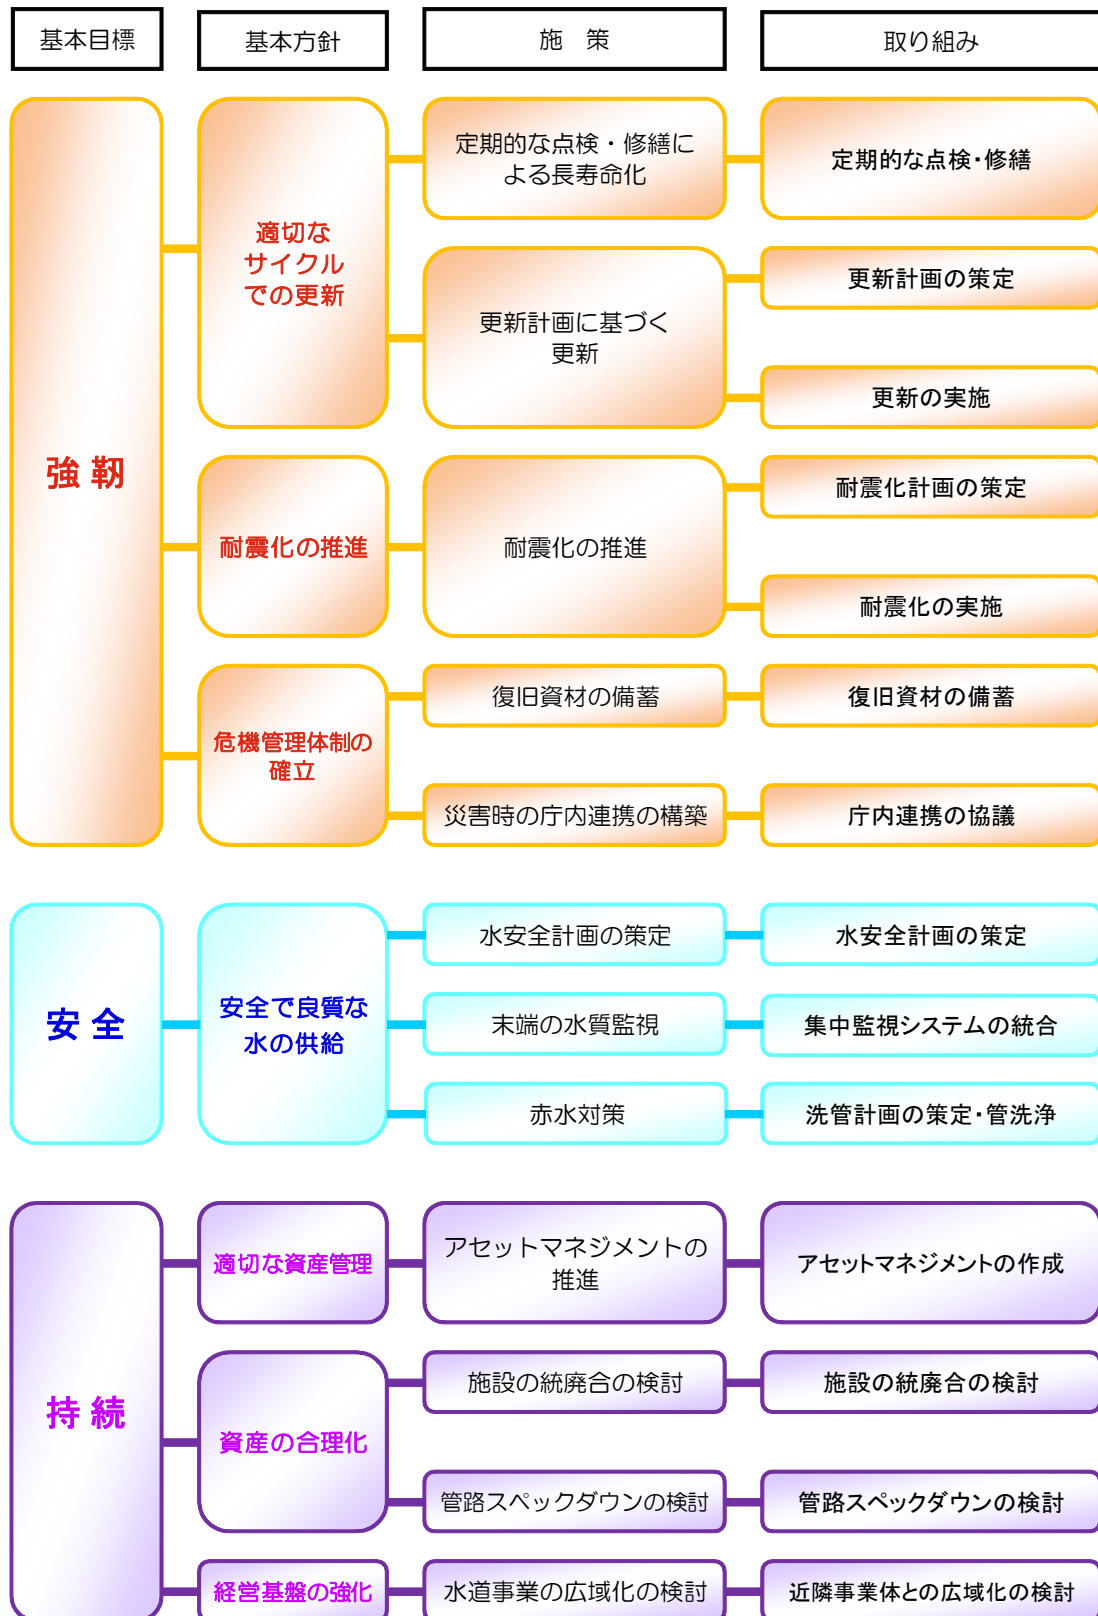 基本目標
基本方針
施 策
取り組み
強 靭
適切な
サイクル
での更新
定期的な点検・修繕に
よる長寿命化
定期的な点検・修繕
更新計画に基づく
更新
更新計画の策定
更新の実施
耐震化の推進
耐震化の推進
耐震化計画の策定
耐震化の実施
危機管理体制の
確立
復旧資材の備蓄
復旧資材の備蓄
災害時の庁内連携の構築
庁内連携の協議
安 全
安全で良質な
水の供給
水安全計画の策定
水安全計画の策定
末端の水質監視
集中監視システムの統合
赤水対策
洗管計画の策定・管洗浄
持 続
適切な資産管理
アセットマネジメントの
推進
アセットマネジメントの作成
資産の合理化
施設の統廃合の検討
施設の統廃合の検討
管路スペックダウンの検討
管路スペックダウンの検討
経営基盤の強化
水道事業の広域化の検討
近隣事業体との広域化の検討